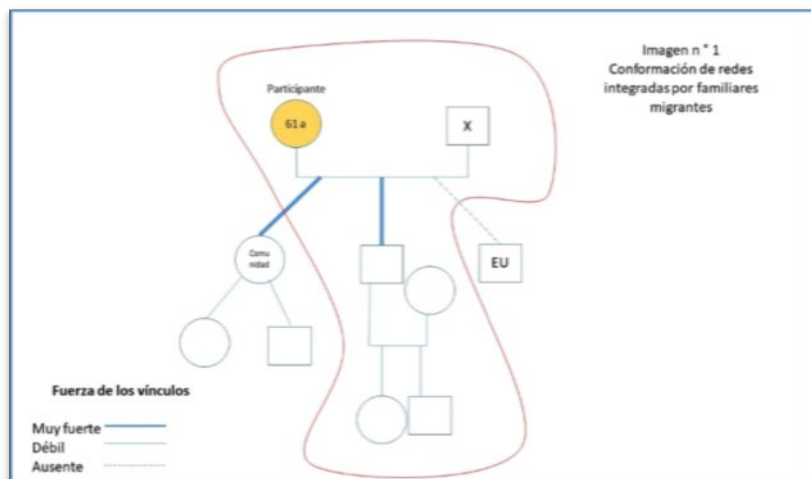 Imagen n ° 1
Conformación de redes
integradas por familiares
migrantes
Participante
61 a
X
Comu
nidad
EU
Fuerza de los vínculos
Muy fuerte
Débil
Ausente